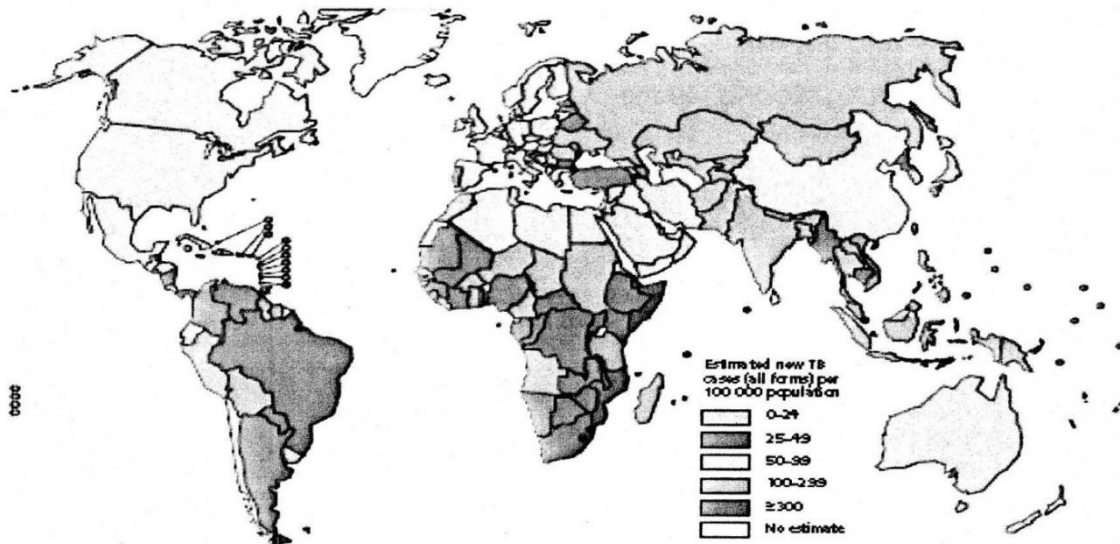 Estimated new TB
cases (all forms) per
100 000 population
0–24
25–49
50–99
100–299
≥300
No estimate